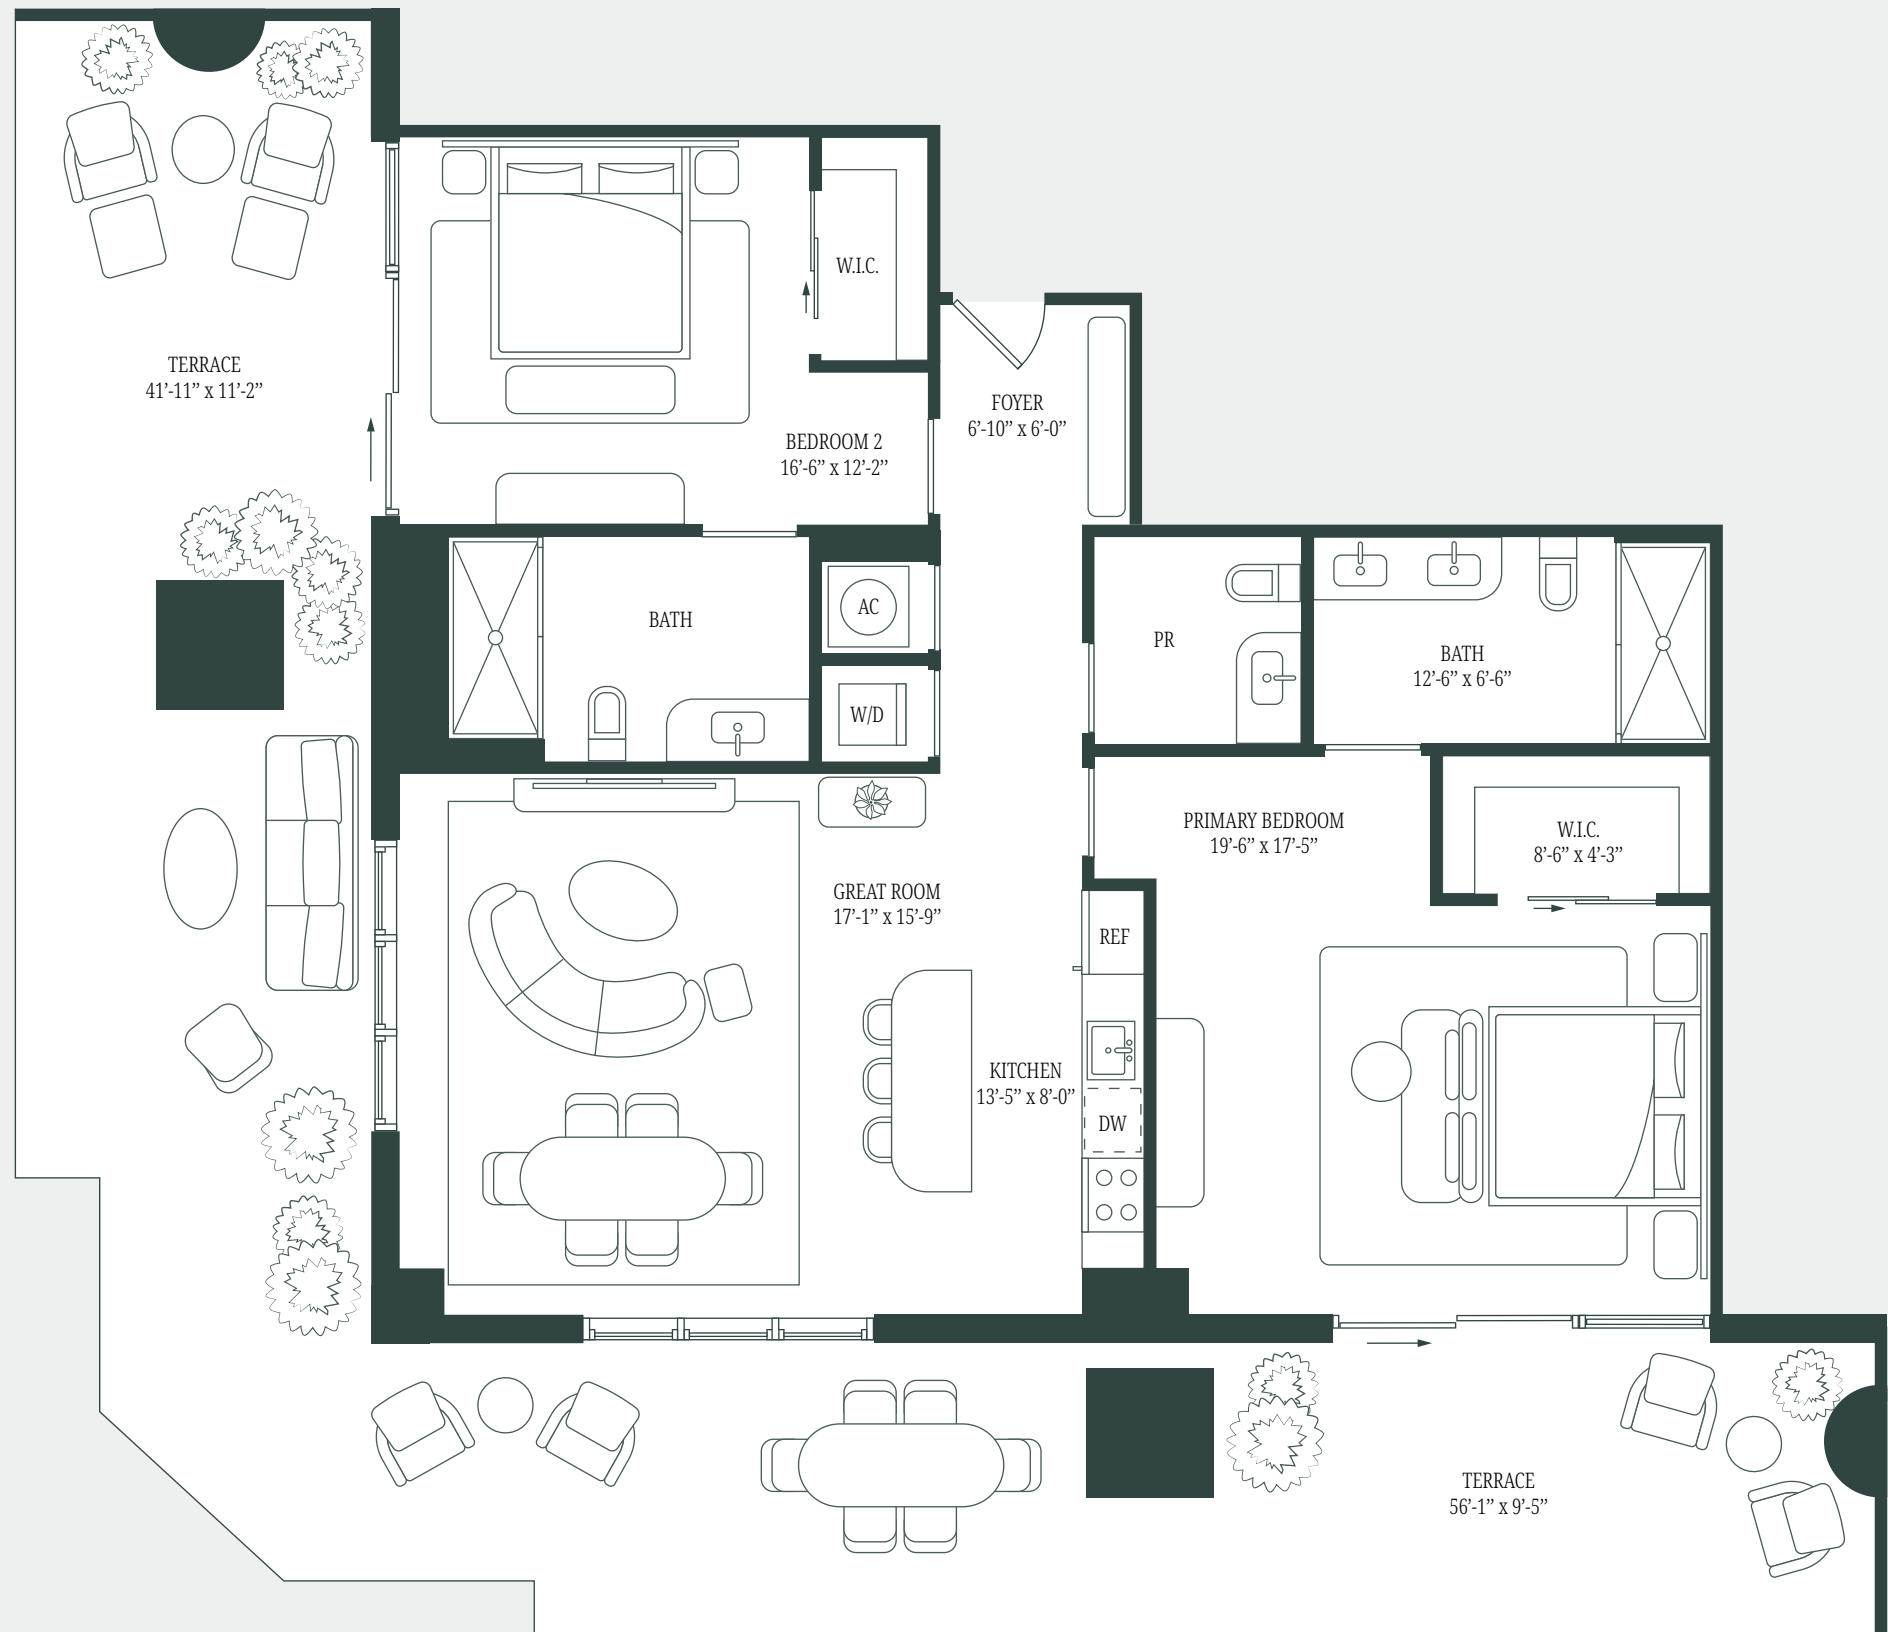 TERRACE
41’-11” x 11’-2”
W.I.C.
FOYER
6’-10” x 6’-0”
BEDROOM 2
16’-6” x 12’-2”
AC
BATH
W/D
PR
BATH
12’-6” x 6’-6”
PRIMARY BEDROOM
19’-6” x 17’-5”
W.I.C.
8’-6” x 4’-3”
GREAT ROOM
17’-1” x 15’-9”
REF
KITCHEN
13’-5” x 8’-0”
DW
TERRACE
56’-1” x 9’-5”